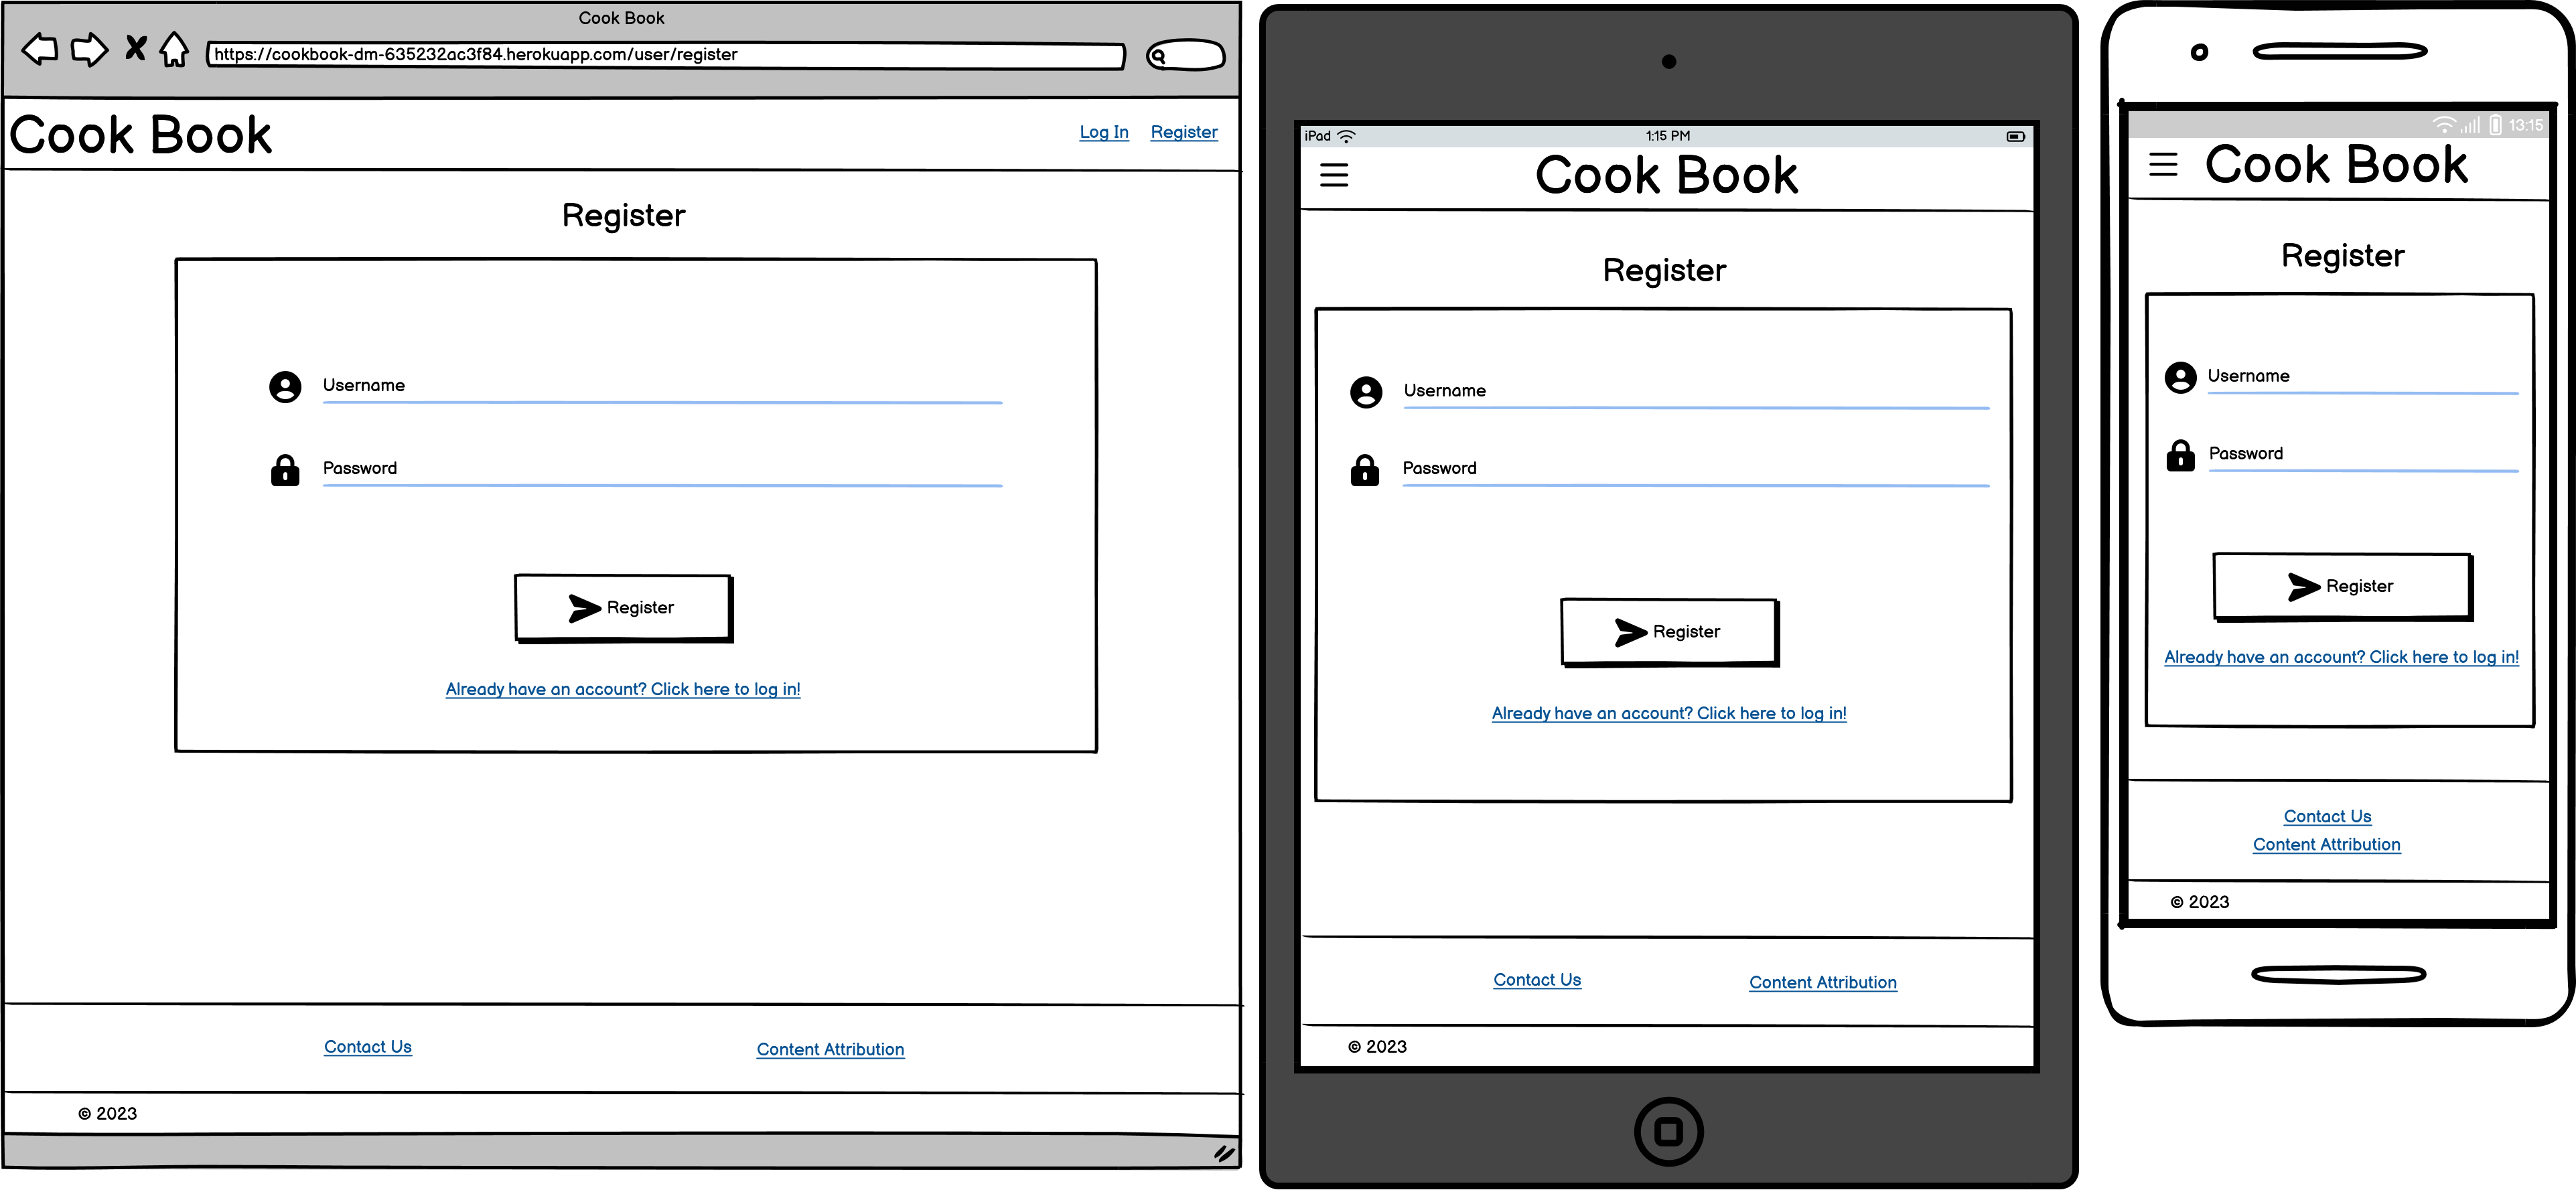 Cook Book
https://cookbook-dm-635232ac3f84.herokuapp.com/user/register
Cook Book
Log In Register
Register
Username
Password
Register
Already have an account? Click here to log in!
Contact Us Content Attribution
© 2023
iPad 1:15 PM
Cook Book
Register
Username
Password
Register
Already have an account? Click here to log in!
Contact Us Content Attribution
© 2023
13:15
Cook Book
Register
Username
Password
Register
Already have an account? Click here to log in!
Contact Us
Content Attribution
© 2023